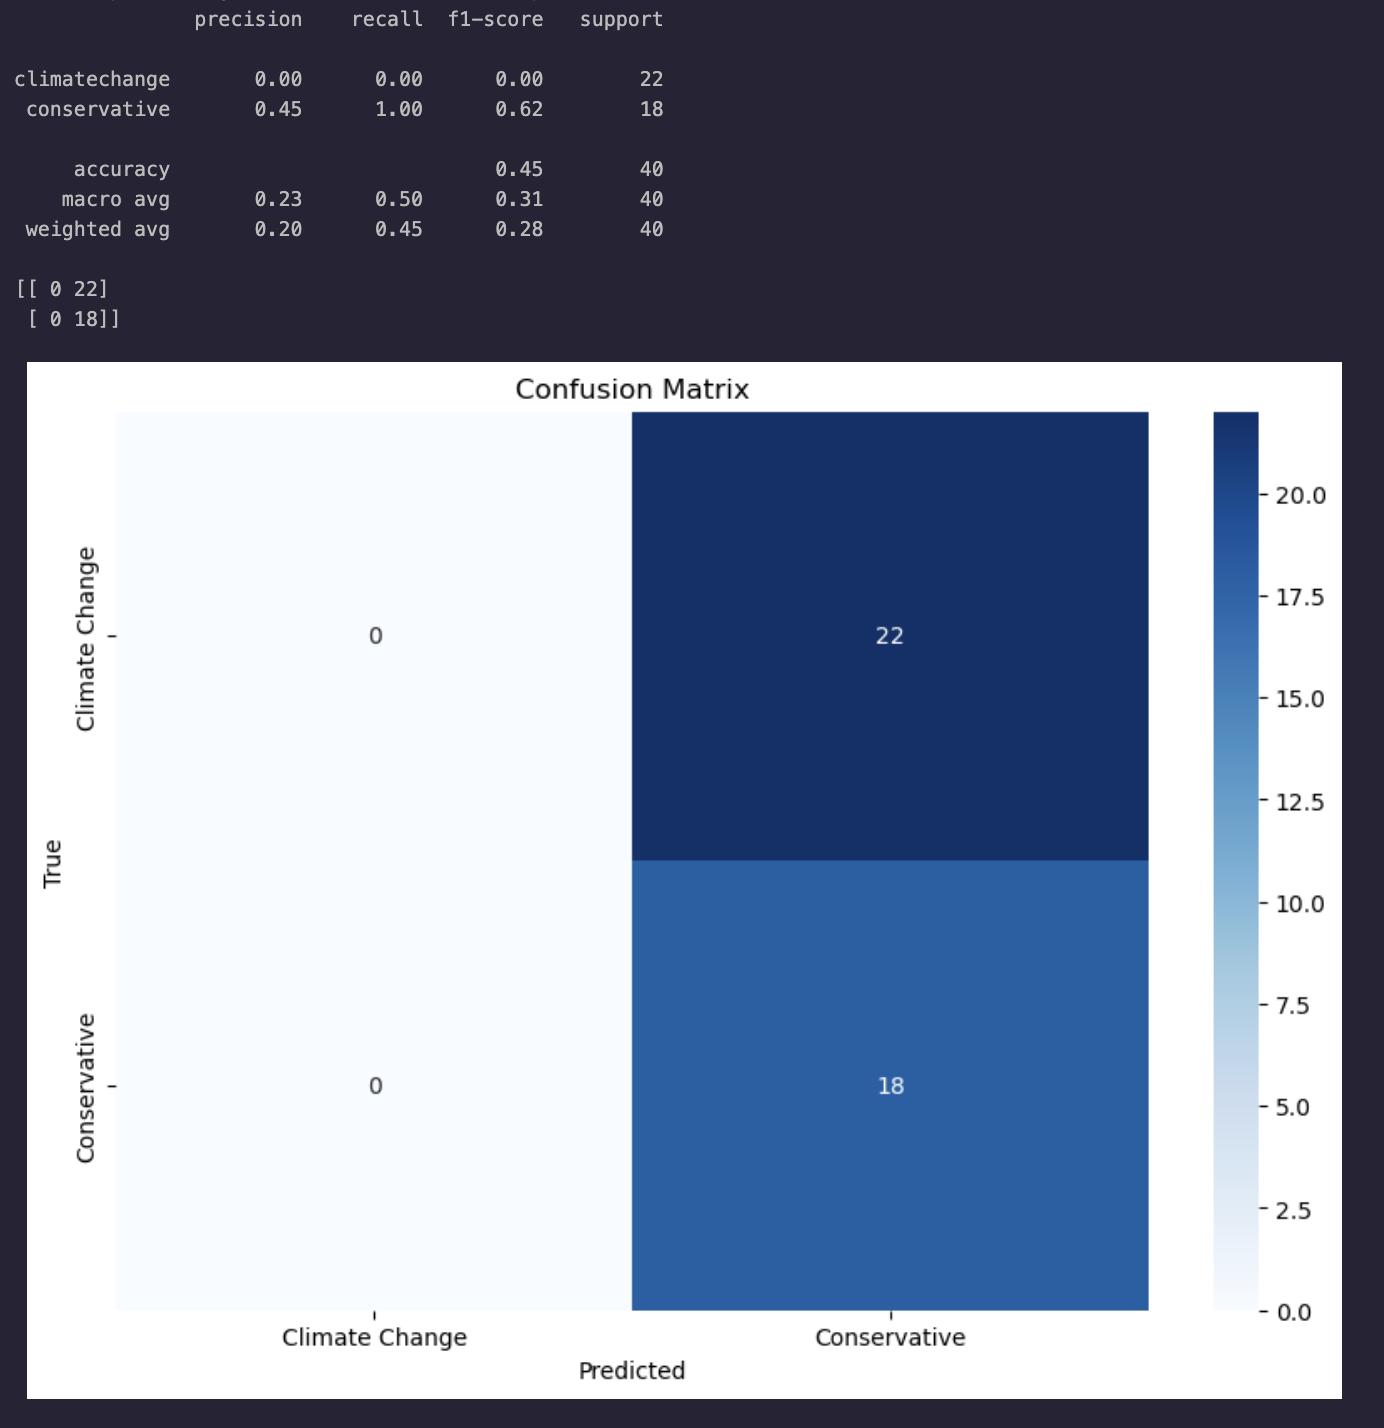 precision recall f1-score support
climatechange 0.00 0.00 0.00 22
conservative 0.45 1.00 0.62 18
accuracy 0.45 40
macro avg 0.23 0.50 0.31 40
weighted avg 0.20 0.45 0.28 40
[[ 0 22]
[ 0 18]]
Confusion Matrix
Climate Change
0
22
Conservative
0
18
True
Climate Change
Conservative
Predicted
20.0
17.5
15.0
12.5
10.0
7.5
5.0
2.5
0.0